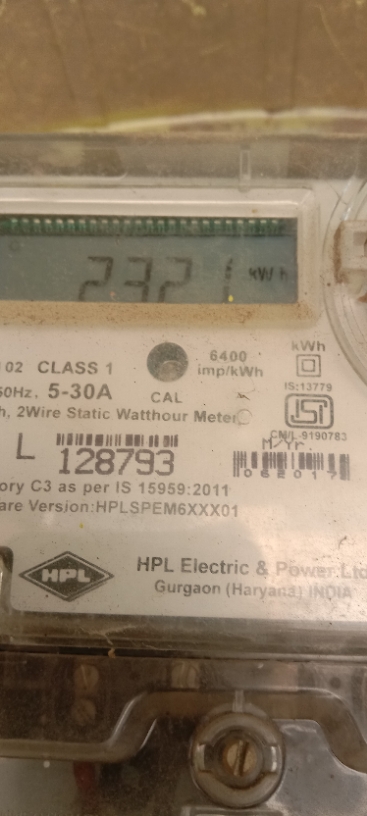 2321 kWh
102 CLASS 1
6400
imp/kWh
kWh
50Hz, 5-30A
CAL
IS:13779
h, 2Wire Static Watthour Meter
CM/L-9190783
M/Yr.
L 128793
062017
ory C3 as per IS 15959:2011
are Version:HPLSPEM6XXX01
HPL
HPL Electric & Power Ltd
Gurgaon (Haryana) INDIA